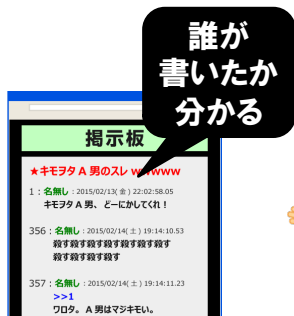 誰が
書いたか
分かる
掲示板
★キモヲタ A 男のスレ wwwww
1：名無し：2015/02/13( 金 ) 22:02:58.05
キモヲタ A 男、どーにかしてくれ！
356：名無し：2015/02/14( 土 ) 19:14:10.53
殺す殺す殺す殺す殺す殺す
殺す殺す殺す殺す
357：名無し：2015/02/14( 土 ) 19:14:11.23
>>1
ワロタ。A 男はマジキモい。